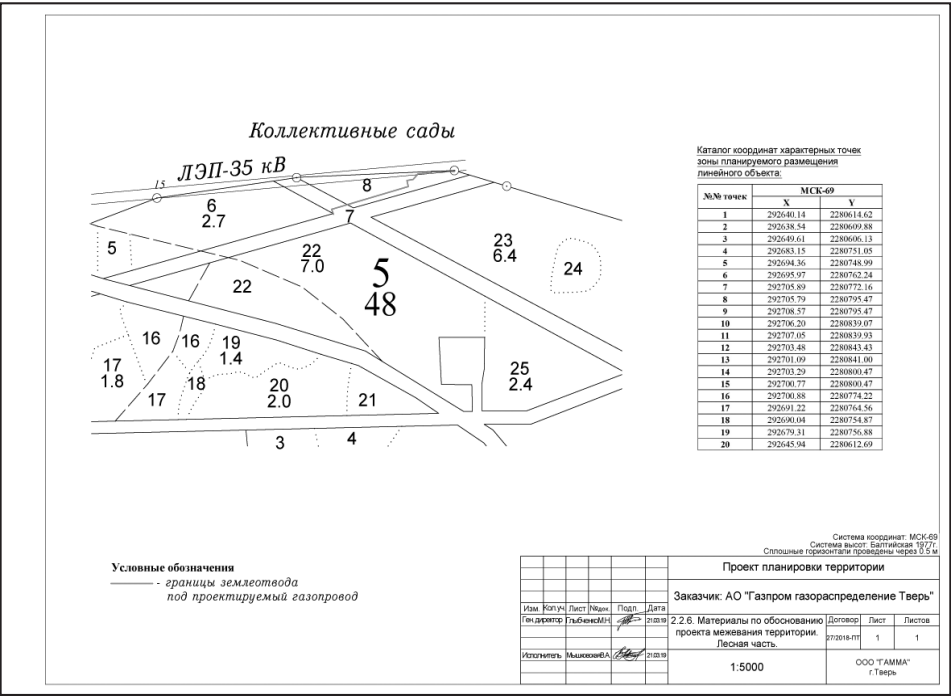 Коллективные сады
ЛЭП-35 кВ
15
8
6
2.7
7
5
22
7.0
23
6.4
24
5
48
22
16
16
19
1.4
17
1.8
18
17
20
2.0
21
25
2.4
3
4
Каталог координат характерных точек
зоны планируемого размещения
линейного объекта:
№№ точек МСК-69
X Y
1 292640.14 2280614.62
2 292638.54 2280609.88
3 292649.61 2280606.13
4 292683.15 2280751.05
5 292694.36 2280748.99
6 292695.97 2280762.24
7 292705.89 2280772.16
8 292705.79 2280795.47
9 292708.57 2280795.47
10 292706.20 2280839.07
11 292707.05 2280839.93
12 292703.48 2280843.43
13 292701.09 2280841.00
14 292703.29 2280800.47
15 292700.77 2280800.47
16 292700.88 2280774.22
17 292691.22 2280764.56
18 292690.04 2280754.87
19 292679.31 2280756.88
20 292645.94 2280612.69
Система координат: МСК-69
Система высот: Балтийская 1977г.
Сплошные горизонтали проведены через 0.5 м
Условные обозначения
- границы землеотвода
под проектируемый газопровод
Проект планировки территории
Заказчик: АО "Газпром газораспределение Тверь"
Изм. Кол.уч. Лист №док. Подп. Дата
Ген.директор Глыбченко М.Н. 21.03.19
2.2.6. Материалы по обоснованию
проекта межевания территории.
Лесная часть.
Договор Лист Листов
27/2018-ПТ 1 1
Исполнитель Мышковская В.А. 21.03.19
1:5000
ООО "ГАММА"
г.Тверь